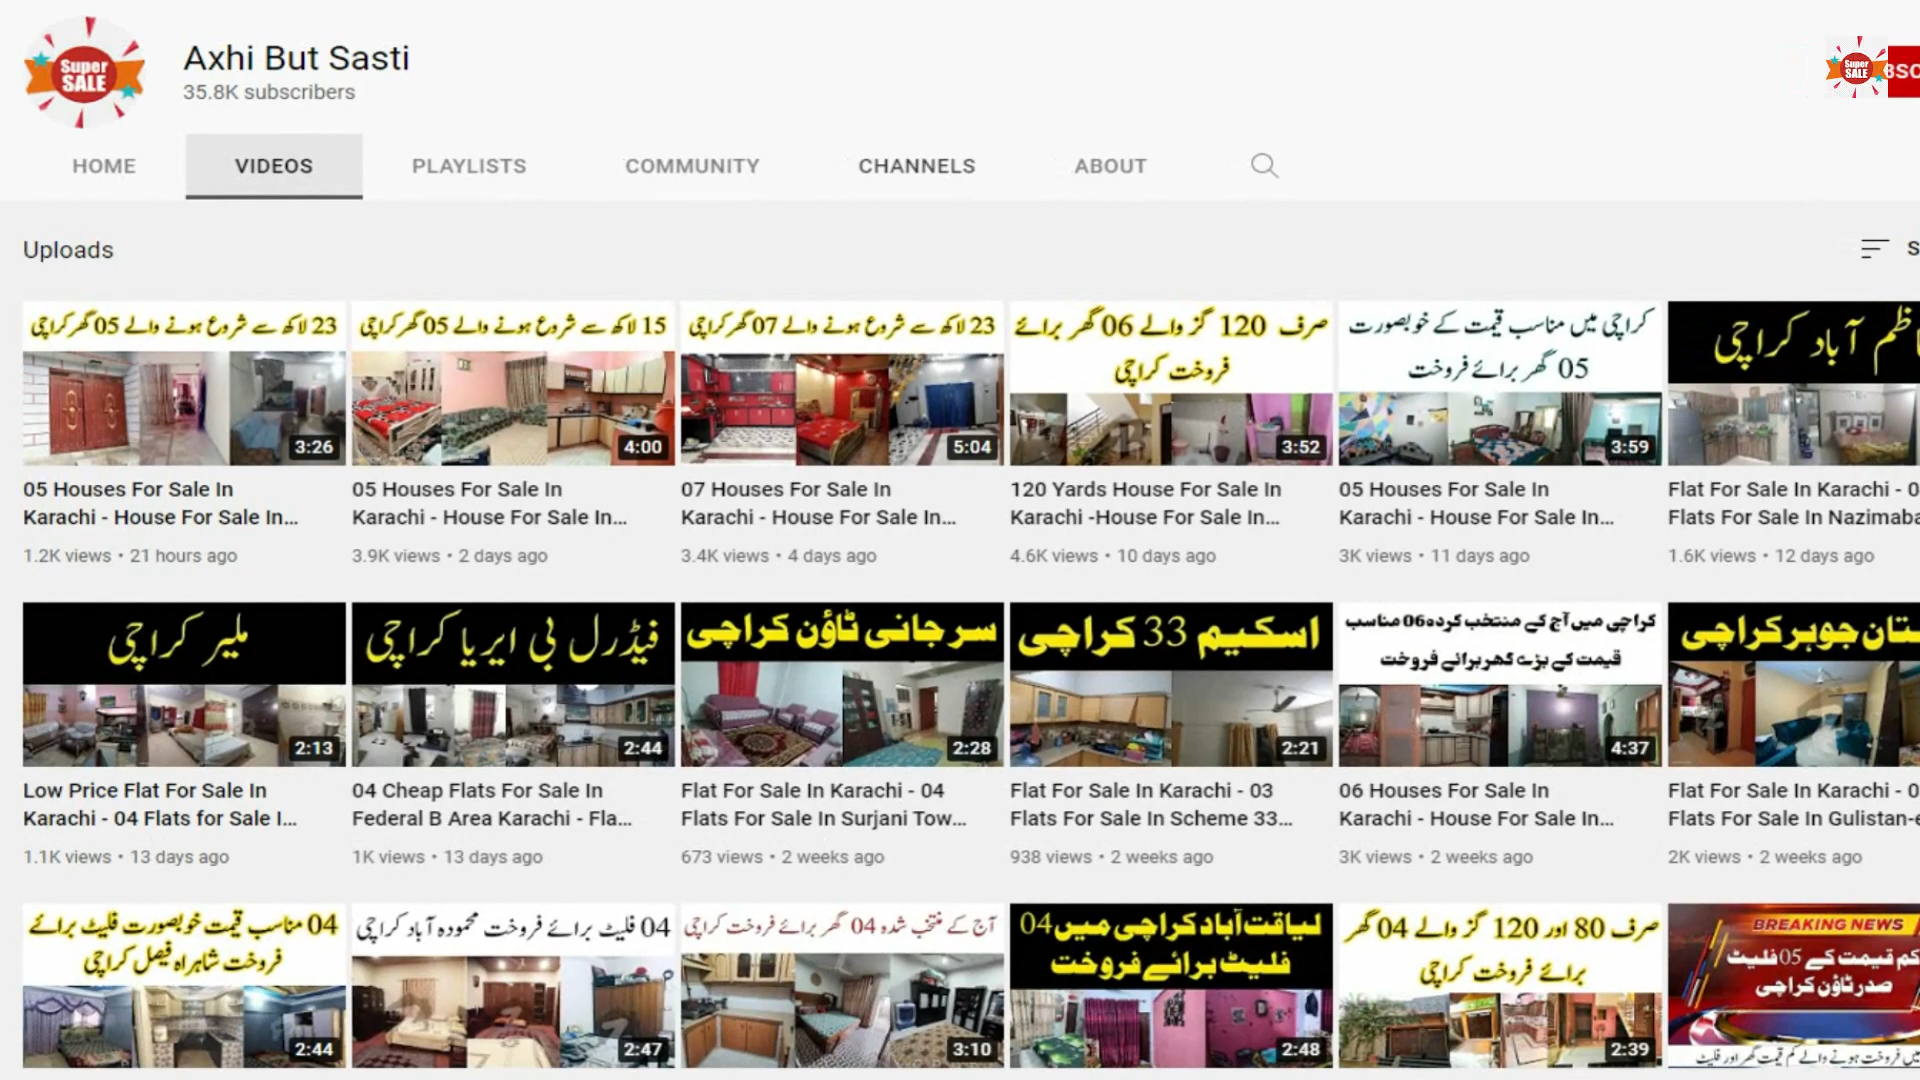 Super
SALE
Axhi But Sasti
35.8K subscribers
Super
SALE
HOME
VIDEOS
PLAYLISTS
COMMUNITY
CHANNELS
ABOUT
Uploads
23 لاکھ سے شروع ہونے والے 05 گھر کراچی
3:26
15 لاکھ سے شروع ہونے والے 05 گھر کراچی
4:00
23 لاکھ سے شروع ہونے والے 07 گھر کراچی
5:04
صرف 120 گز والے 06 گھر برائے
فروخت کراچی
3:52
کراچی میں مناسب قیمت کے خوبصورت
05 گھر برائے فروخت
3:59
آباد کراچی
05 Houses For Sale In
Karachi - House For Sale In...
1.2K views • 21 hours ago
05 Houses For Sale In
Karachi - House For Sale In...
3.9K views • 2 days ago
07 Houses For Sale In
Karachi - House For Sale In...
3.4K views • 4 days ago
120 Yards House For Sale In
Karachi -House For Sale In...
4.6K views • 10 days ago
05 Houses For Sale In
Karachi - House For Sale In...
3K views • 11 days ago
Flat For Sale In Karachi - 0
Flats For Sale In Nazimaba
1.6K views • 12 days ago
ملیر کراچی
2:13
فیڈرل بی ایریا کراچی
2:44
سرجانی ٹاؤن کراچی
2:28
اسکیم 33 کراچی
2:21
کراچی میں آج کے منتخب کردہ 06 مناسب
قیمت کے بڑے گھر برائے فروخت
4:37
جوہر کراچی
Low Price Flat For Sale In
Karachi - 04 Flats for Sale I...
1.1K views • 13 days ago
04 Cheap Flats For Sale In
Federal B Area Karachi - Fla...
1K views • 13 days ago
Flat For Sale In Karachi - 04
Flats For Sale In Surjani Tow...
673 views • 2 weeks ago
Flat For Sale In Karachi - 03
Flats For Sale In Scheme 33...
938 views • 2 weeks ago
06 Houses For Sale In
Karachi - House For Sale In...
3K views • 2 weeks ago
Flat For Sale In Karachi - 0
Flats For Sale In Gulistan-e
2K views • 2 weeks ago
04 مناسب قیمت خوبصورت فلیٹ برائے
فروخت شاہراہ فیصل کراچی
2:44
04 فلیٹ برائے فروخت محمودہ آباد کراچی
2:47
آج کے منتخب شدہ 04 گھر برائے فروخت کراچی
3:10
لیاقت آباد کراچی میں 04
فلیٹ برائے فروخت
2:48
صرف 80 اور 120 گز والے 04 گھر
برائے فروخت کراچی
2:39
BREAKING NEWS
کم قیمت کے 05 فلیٹ
صدر ٹاؤن کراچی
میں فروخت ہونے والے کم قیمت گھر اور فلیٹ